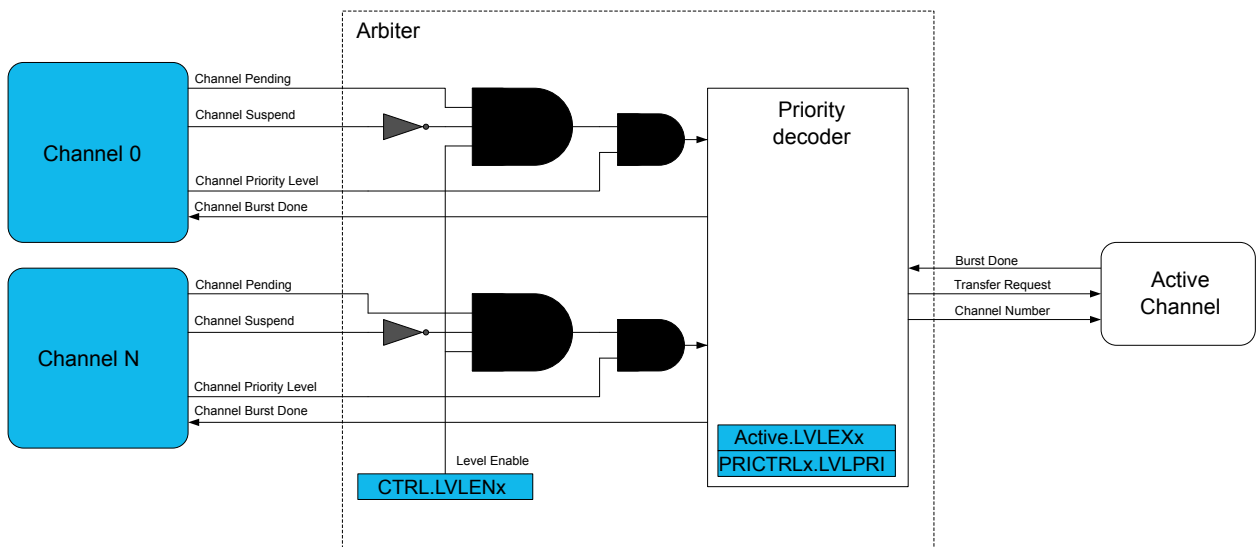 Arbiter
Channel Pending
Channel Suspend
Channel 0
Channel Priority Level
Channel Burst Done
Priority
decoder
Burst Done
Transfer Request
Channel Number
Active
Channel
Channel Pending
Channel Suspend
Channel N
Channel Priority Level
Channel Burst Done
Active.LVLEXx
PRICTRLx.LVLPRI
Level Enable
CTRL.LVLENx